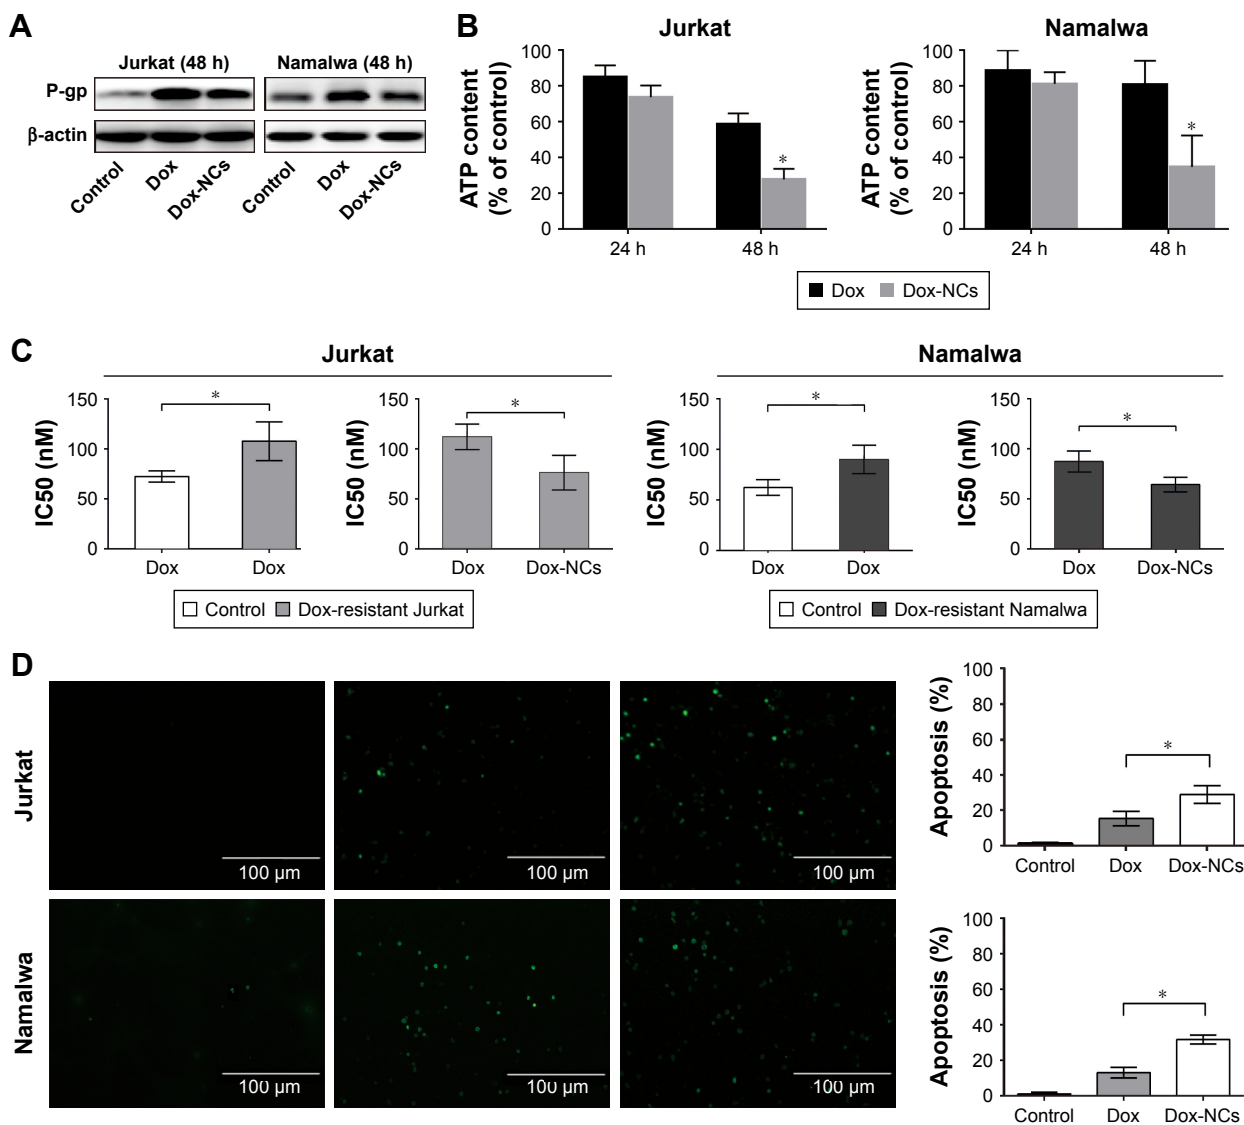 A
Jurkat (48 h) Namalwa (48 h)
P-gp
β-actin
Control Dox Dox-NCs Control Dox Dox-NCs
B
Jurkat
ATP content
(% of control)
100
80
60
40
20
0
*
24 h 48 h
Namalwa
ATP content
(% of control)
100
80
60
40
20
0
*
24 h 48 h
Dox Dox-NCs
C
Jurkat
IC50 (nM)
150
100
50
0
*
Dox Dox
IC50 (nM)
150
100
50
0
*
Dox Dox-NCs
Control Dox-resistant Jurkat
Namalwa
IC50 (nM)
150
100
50
0
*
Dox Dox
IC50 (nM)
150
100
50
0
*
Dox Dox-NCs
Control Dox-resistant Namalwa
D
Jurkat
100 µm 100 µm 100 µm
Apoptosis (%)
100
80
60
40
20
0
*
Control Dox Dox-NCs
Namalwa
100 µm 100 µm 100 µm
Apoptosis (%)
100
80
60
40
20
0
*
Control Dox Dox-NCs